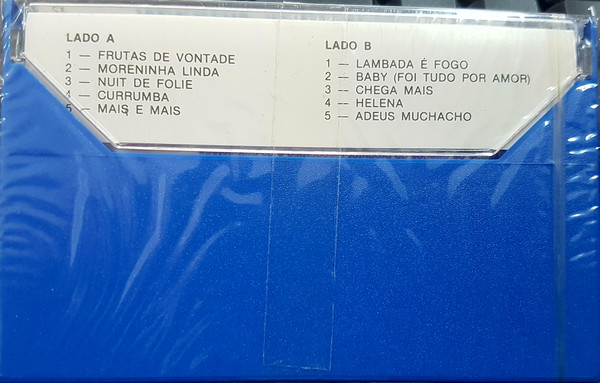 LADO A
1 — FRUTAS DE VONTADE
2 — MORENINHA LINDA
3 — NUIT DE FOLIE
4 — CURRUMBA
5 — MAIS E MAIS
LADO B
1 — LAMBADA É FOGO
2 — BABY (FOI TUDO POR AMOR)
3 — CHEGA MAIS
4 — HELENA
5 — ADEUS MUCHACHO